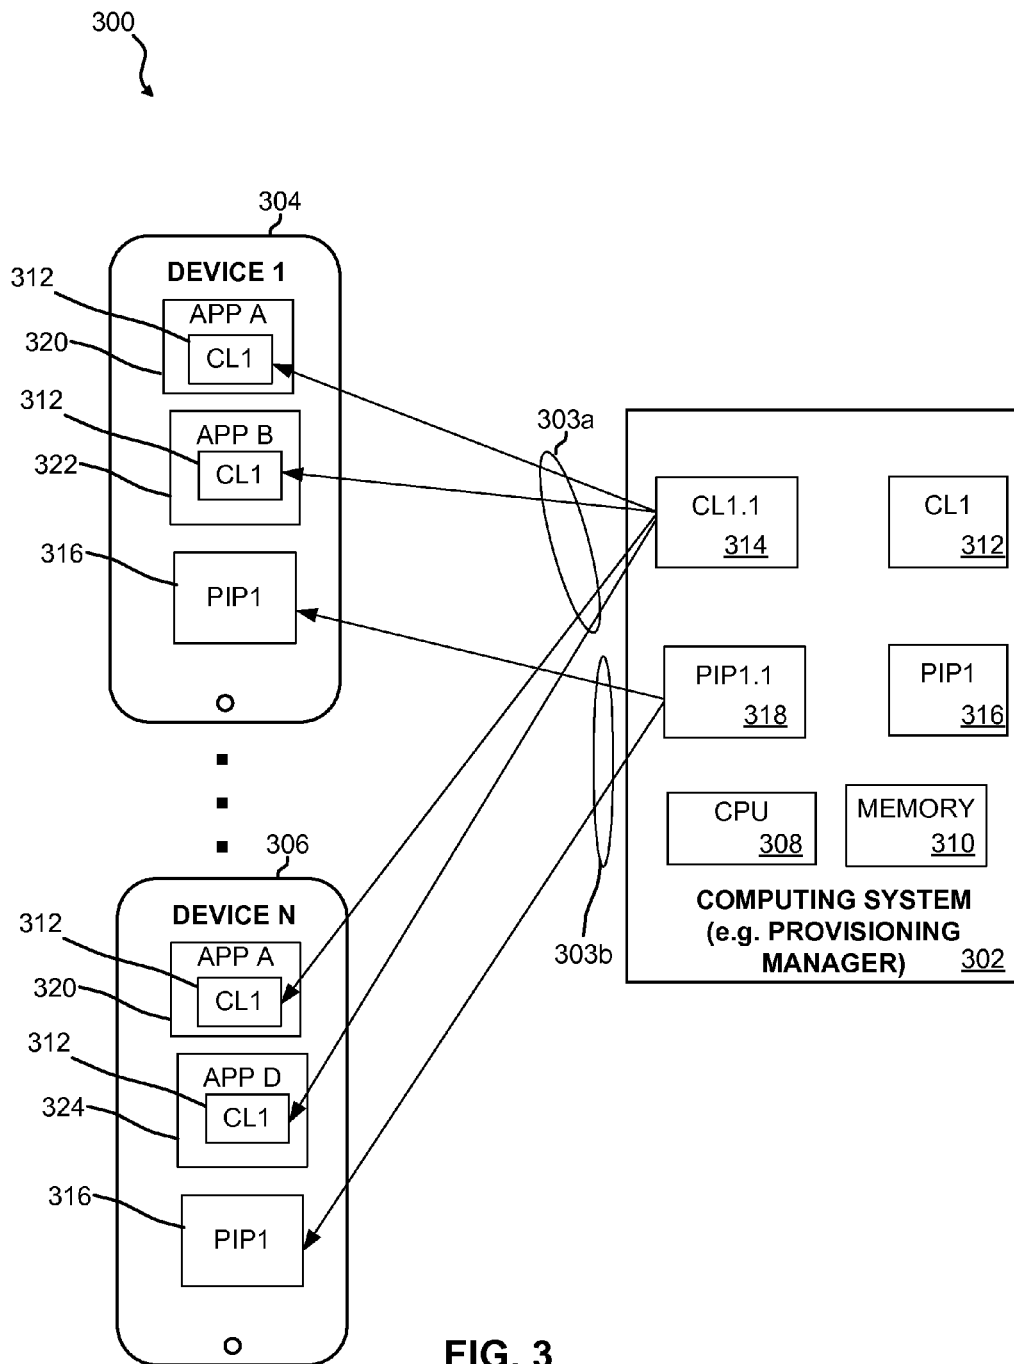 300
304
DEVICE 1
312
APP A
CL1
320
312
APP B
CL1
322
316
PIP1
303a
CL1.1
314
CL1
312
PIP1.1
318
PIP1
316
CPU
308
MEMORY
310
COMPUTING SYSTEM
(e.g. PROVISIONING
MANAGER)
302
303b
306
DEVICE N
312
APP A
CL1
320
312
APP D
CL1
324
316
PIP1
FIG. 3